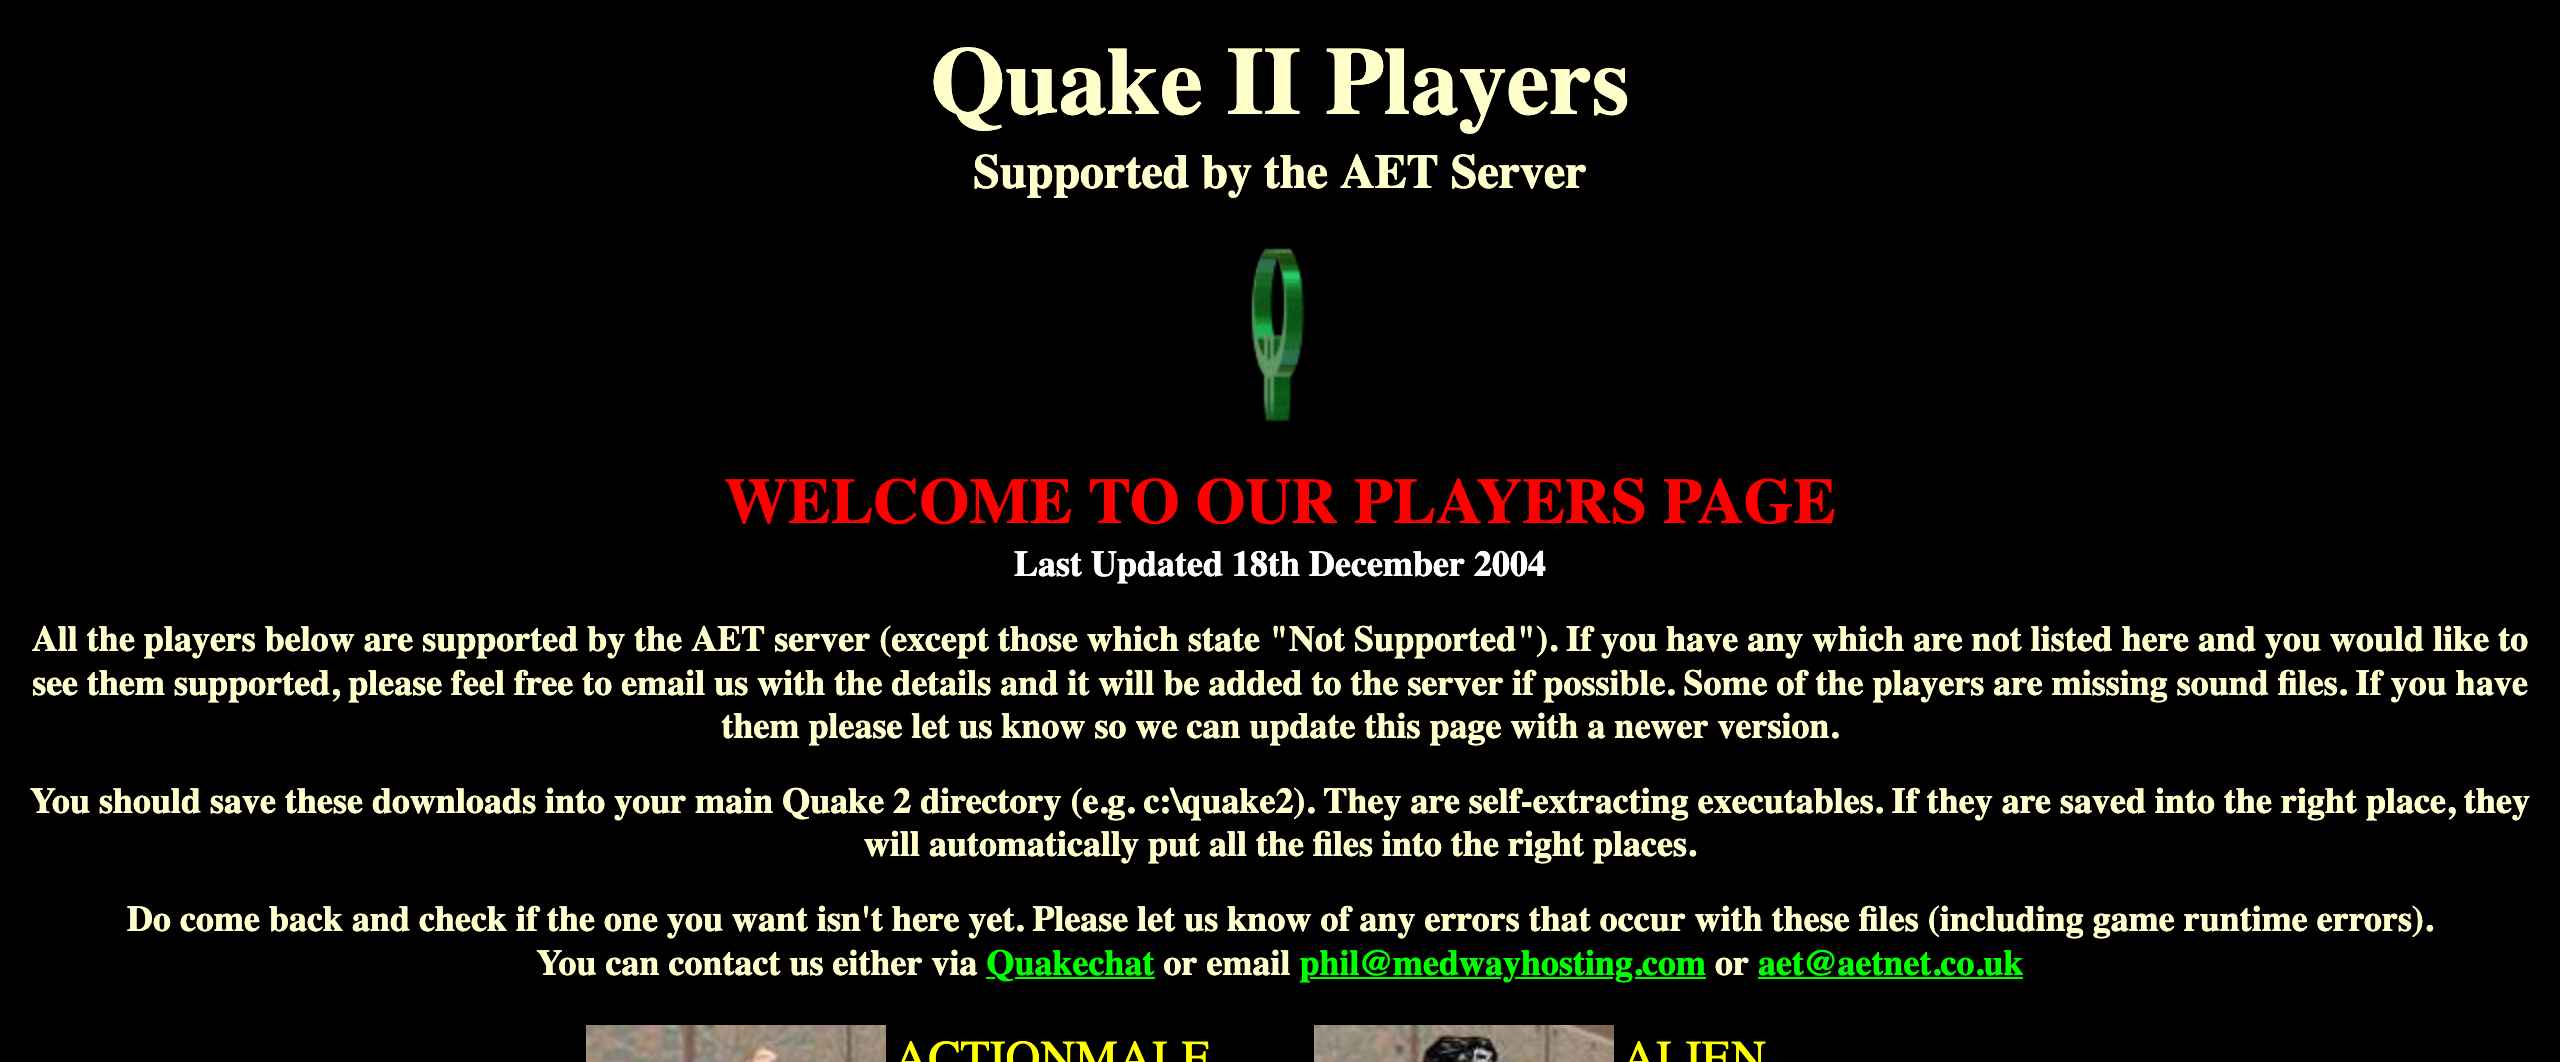 Quake II Players
Supported by the AET Server
WELCOME TO OUR PLAYERS PAGE
Last Updated 18th December 2004
All the players below are supported by the AET server (except those which state "Not Supported"). If you have any which are not listed here and you would like to
see them supported, please feel free to email us with the details and it will be added to the server if possible. Some of the players are missing sound files. If you have
them please let us know so we can update this page with a newer version.
You should save these downloads into your main Quake 2 directory (e.g. c:\quake2). They are self-extracting executables. If they are saved into the right place, they
will automatically put all the files into the right places.
Do come back and check if the one you want isn't here yet. Please let us know of any errors that occur with these files (including game runtime errors).
You can contact us either via Quakechat or email phil@medwayhosting.com or aet@aetnet.co.uk
ACTIONMALE ALIEN